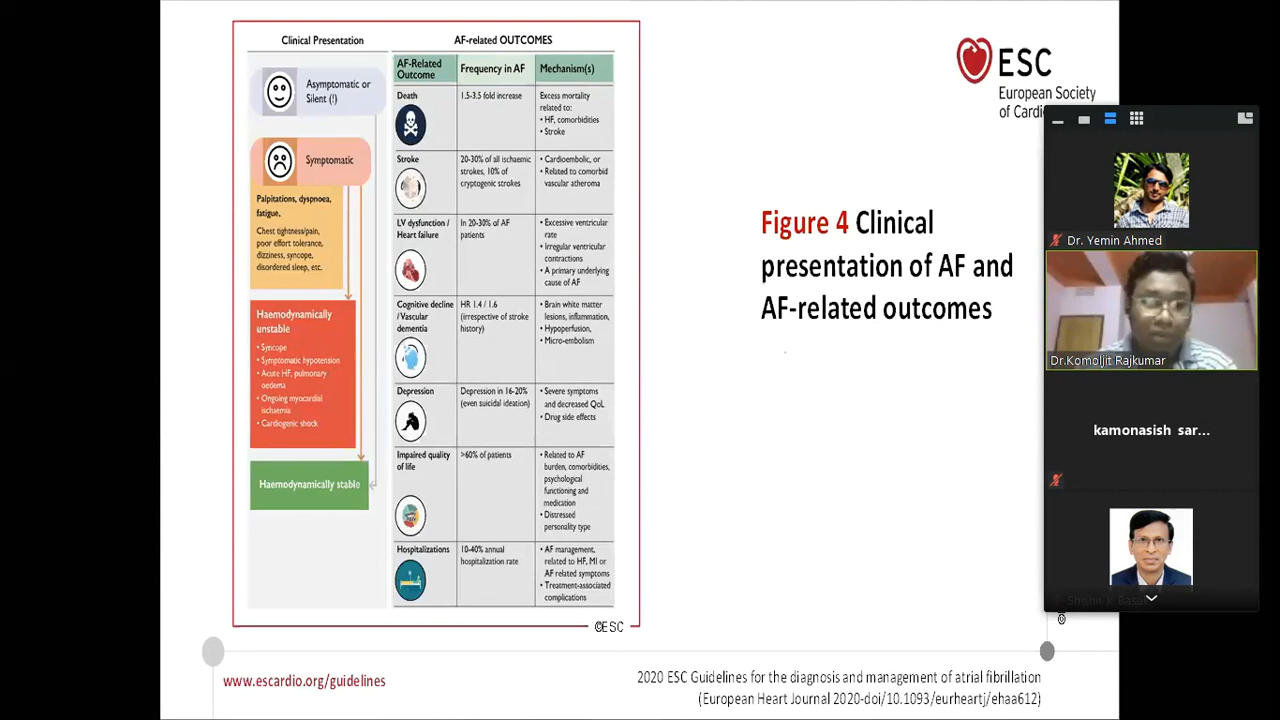 Clinical Presentation
AF-related OUTCOMES
Asymptomatic or
Silent (!)
Symptomatic
Palpitations, dyspnoea,
fatigue,
Chest tightness/pain,
poor effort tolerance,
dizziness, syncope,
disordered sleep, etc.
Haemodynamically
unstable
• Syncope
• Symptomatic hypotension
• Acute HF, pulmonary
oedema
• Ongoing myocardial
ischaemia
• Cardiogenic shock
Haemodynamically stable
AF-Related
Outcome
Frequency in AF
Mechanism(s)
Death
1.5-3.5 fold increase
Excess mortality
related to:
• HF, comorbidities
• Stroke
Stroke
20-30% of all ischaemic
strokes, 10% of
cryptogenic strokes
• Cardioembolic, or
• Related to comorbid
vascular atheroma
LV dysfunction /
Heart failure
In 20-30% of AF
patients
• Excessive ventricular
rate
• Irregular ventricular
contractions
• A primary underlying
cause of AF
Cognitive decline
/ Vascular
dementia
HR 1.4 / 1.6
(irrespective of stroke
history)
• Brain white matter
lesions, inflammation,
• Hypoperfusion,
• Micro-embolism
Depression
Depression in 16-20%
(even suicidal ideation)
• Severe symptoms
and decreased QoL
• Drug side effects
Impaired quality
of life
>60% of patients
• Related to AF
burden, comorbidities,
psychological
functioning and
medication
• Distressed
personality type
Hospitalizations
10-40% annual
hospitalization rate
• AF management,
related to HF, MI or
AF related symptoms
• Treatment-associated
complications
©ESC
ESC
European Society
of Cardi
Figure 4 Clinical
presentation of AF and
AF-related outcomes
Dr. Yemin Ahmed
Dr.Komoljit Rajkumar
kamonasish sar...
©
www.escardio.org/guidelines
2020 ESC Guidelines for the diagnosis and management of atrial fibrillation
(European Heart Journal 2020-doi/10.1093/eurheartj/ehaa612)